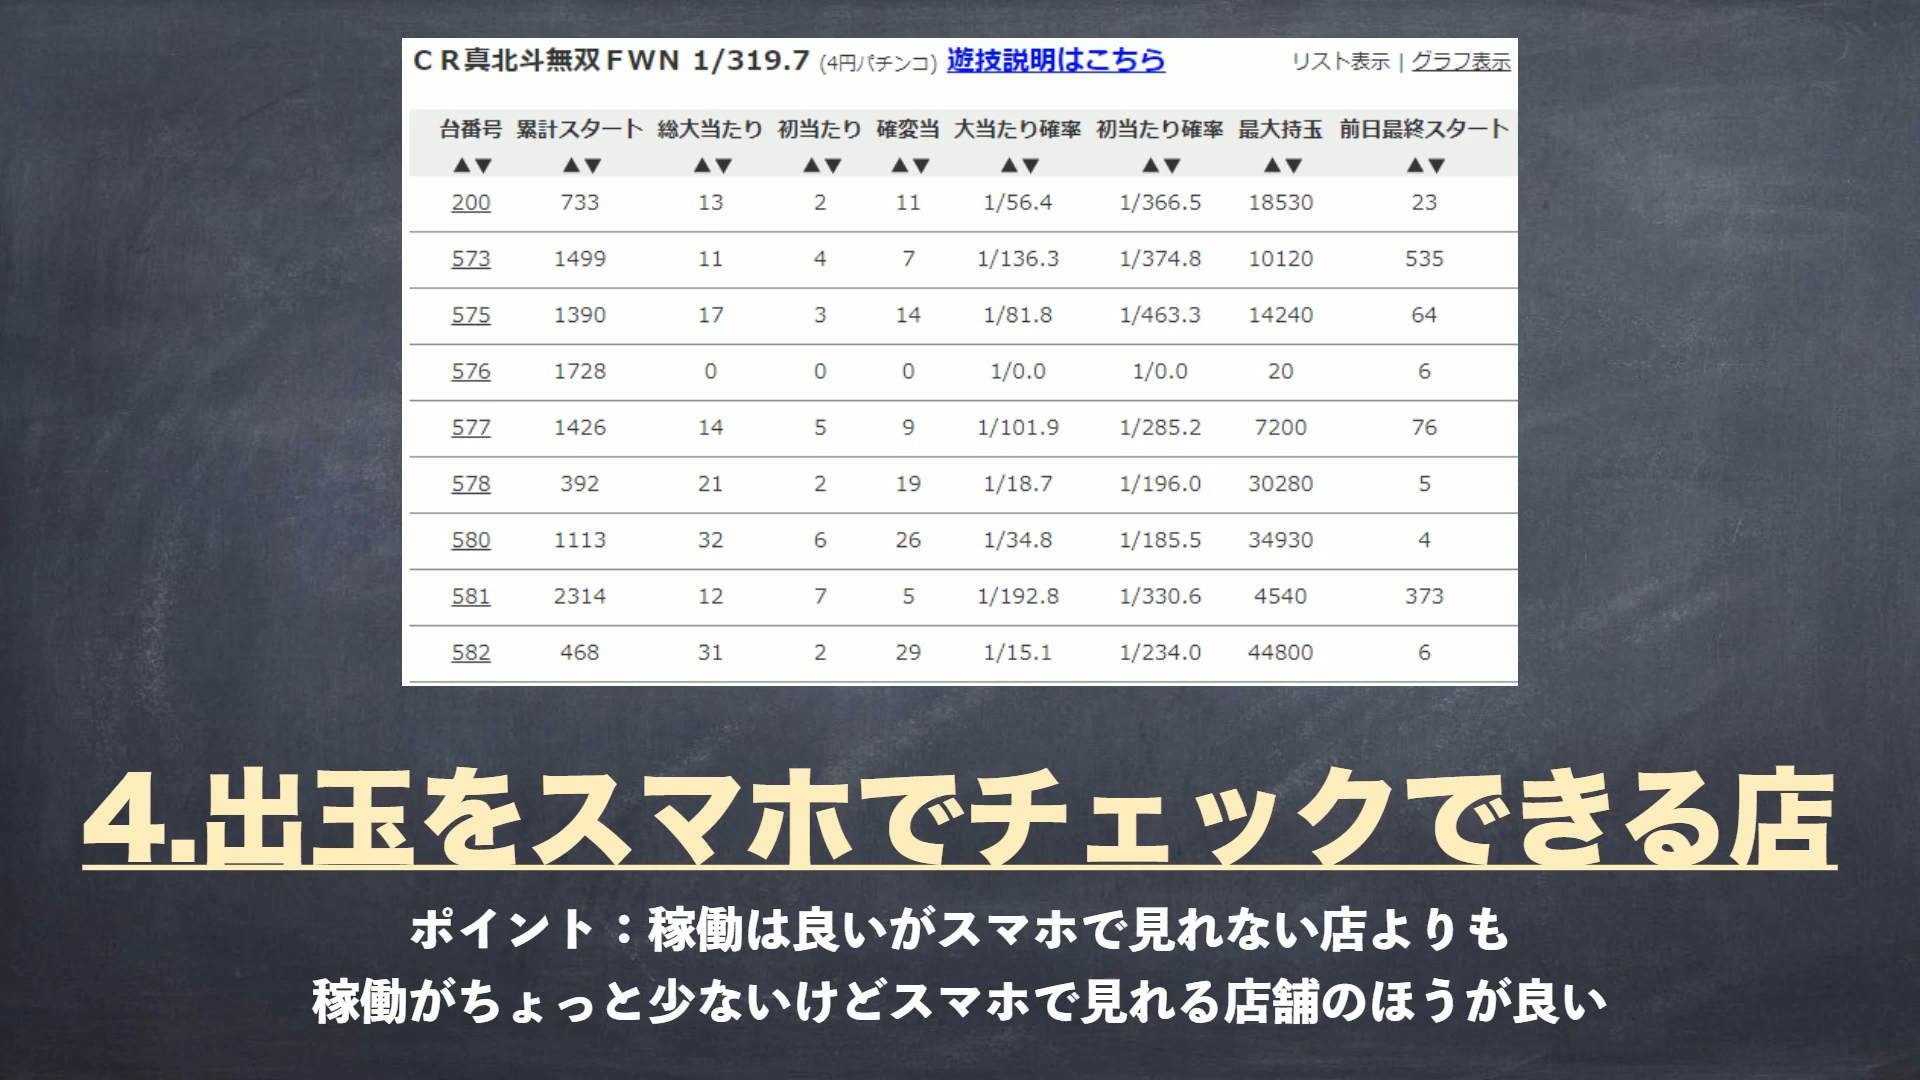 ＣＲ真北斗無双ＦＷＮ 1/319.7 (4円パチンコ) 遊技説明はこちら リスト表示 | グラフ表示
台番号 累計スタート 総大当たり 初当たり 確変当 大当たり確率 初当たり確率 最大持玉 前日最終スタート
▲▼ ▲▼ ▲▼ ▲▼ ▲▼ ▲▼ ▲▼ ▲▼ ▲▼
200 733 13 2 11 1/56.4 1/366.5 18530 23
573 1499 11 4 7 1/136.3 1/374.8 10120 535
575 1390 17 3 14 1/81.8 1/463.3 14240 64
576 1728 0 0 0 1/0.0 1/0.0 20 6
577 1426 14 5 9 1/101.9 1/285.2 7200 76
578 392 21 2 19 1/18.7 1/196.0 30280 5
580 1113 32 6 26 1/34.8 1/185.5 34930 4
581 2314 12 7 5 1/192.8 1/330.6 4540 373
582 468 31 2 29 1/15.1 1/234.0 44800 6
4.出玉をスマホでチェックできる店
ポイント：稼働は良いがスマホで見れない店よりも
稼働がちょっと少ないけどスマホで見れる店舗のほうが良い